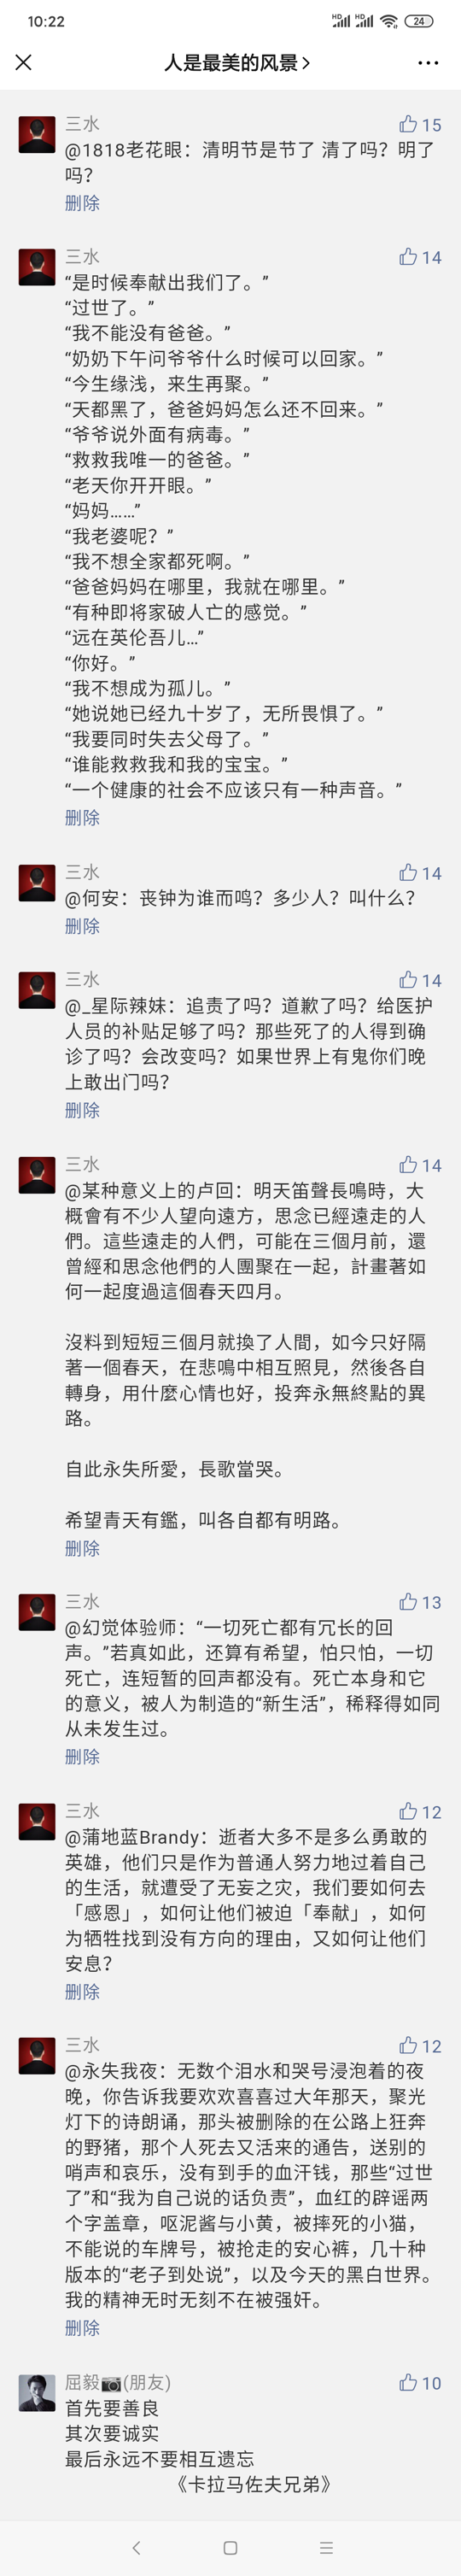 10:22
HD HD 24
人是最美的风景
三水
15
@1818老花眼：清明节是节了 清了吗？明了
吗？
删除
三水
14
“是时候奉献出我们了。”
“过世了。”
“我不能没有爸爸。”
“奶奶下午问爷爷什么时候可以回家。”
“今生缘浅，来生再聚。”
“天都黑了，爸爸妈妈怎么还不回来。”
“爷爷说外面有病毒。”
“救救我唯一的爸爸。”
“老天你开开眼。”
“妈妈……”
“我老婆呢？”
“我不想全家都死啊。”
“爸爸妈妈在哪里，我就在哪里。”
“有种即将家破人亡的感觉。”
“远在英伦吾儿…”
“你好。”
“我不想成为孤儿。”
“她说她已经九十岁了，无所畏惧了。”
“我要同时失去父母了。”
“谁能救救我和我的宝宝。”
“一个健康的社会不应该只有一种声音。”
删除
三水
14
@何安：丧钟为谁而鸣？多少人？叫什么？
删除
三水
14
@_星际辣妹：追责了吗？道歉了吗？给医护
人员的补贴足够了吗？那些死了的人得到确
诊了吗？会改变吗？如果世界上有鬼你们晚
上敢出门吗？
删除
三水
14
@某种意义上的卢回：明天笛聲長鳴時，大
概會有不少人望向遠方，思念已經遠走的人
們。這些遠走的人們，可能在三個月前，還
曾經和思念他們的人團聚在一起，計畫著如
何一起度過這個春天四月。
沒料到短短三個月就換了人間，如今只好隔
著一個春天，在悲鳴中相互照見，然後各自
轉身，用什麼心情也好，投奔永無終點的異
路。
自此永失所愛，長歌當哭。
希望青天有鑑，叫各自都有明路。
删除
三水
13
@幻觉体验师：“一切死亡都有冗长的回
声。”若真如此，还算有希望，怕只怕，一切
死亡，连短暂的回声都没有。死亡本身和它
的意义，被人为制造的“新生活”，稀释得如同
从未发生过。
删除
三水
12
@蒲地蓝Brandy：逝者大多不是多么勇敢的
英雄，他们只是作为普通人努力地过着自己
的生活，就遭受了无妄之灾，我们要如何去
「感恩」，如何让他们被迫「奉献」，如何
为牺牲找到没有方向的理由，又如何让他们
安息？
删除
三水
12
@永失我夜：无数个泪水和哭号浸泡着的夜
晚，你告诉我要欢欢喜喜过大年那天，聚光
灯下的诗朗诵，那头被删除的在公路上狂奔
的野猪，那个人死去又活来的通告，送别的
哨声和哀乐，没有到手的血汗钱，那些“过世
了”和“我为自己说的话负责”，血红的辟谣两
个字盖章，呕泥酱与小黄，被摔死的小猫，
不能说的车牌号，被抢走的安心裤，几十种
版本的“老子到处说”，以及今天的黑白世界。
我的精神无时无刻不在被强奸。
删除
屈毅📷(朋友)
10
首先要善良
其次要诚实
最后永远不要相互遗忘
《卡拉马佐夫兄弟》